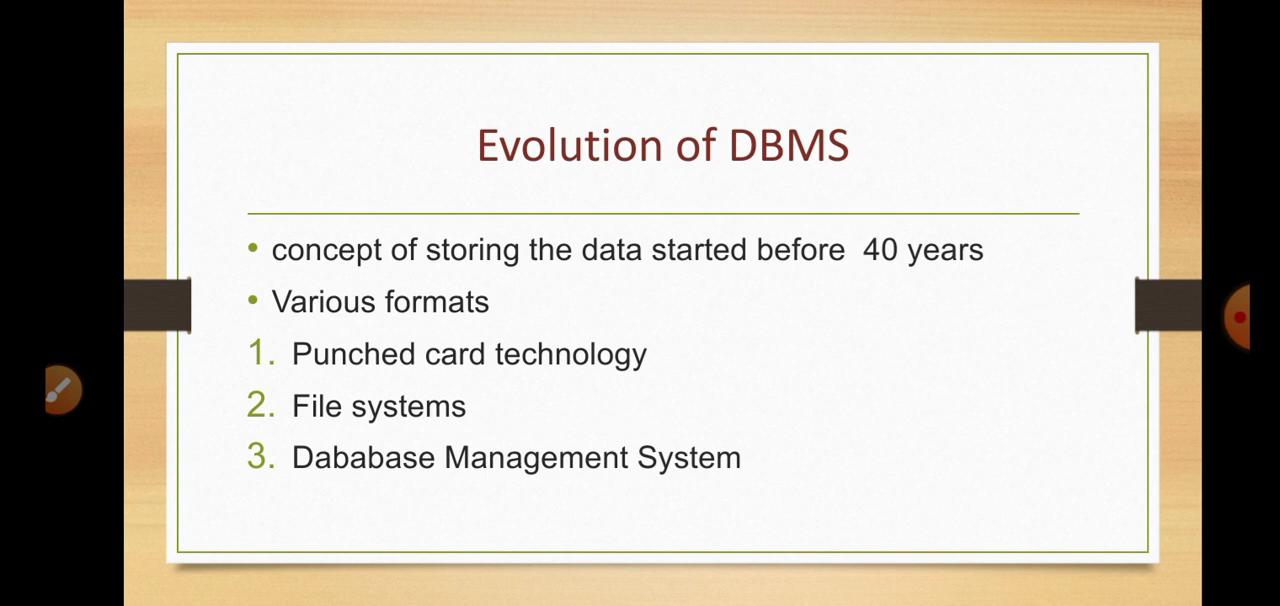 Evolution of DBMS
• concept of storing the data started before  40 years
• Various formats
1. Punched card technology
2. File systems
3. Dababase Management System